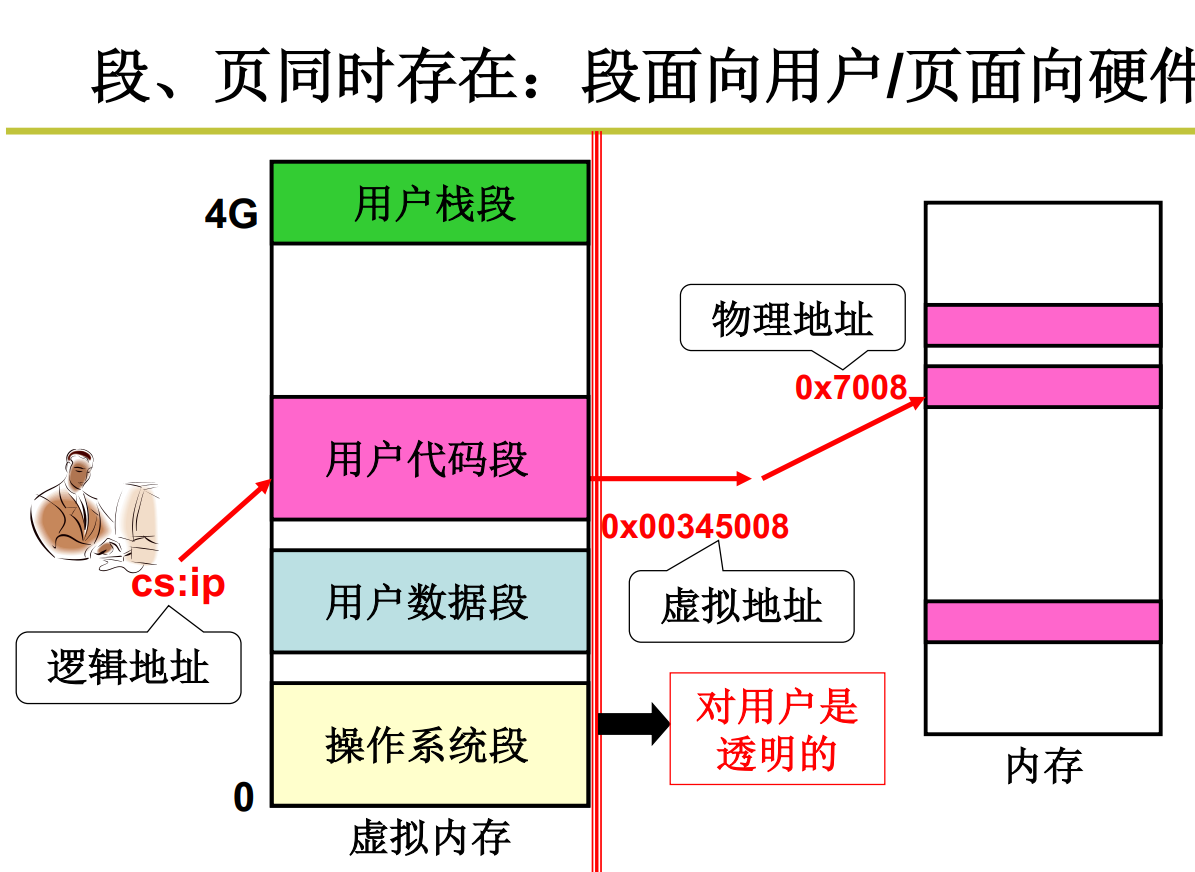 段、页同时存在：段面向用户/页面向硬件
用户栈段
4G
物理地址
0x7008
用户代码段
0x00345008
cs:ip
用户数据段
虚拟地址
逻辑地址
对用户是
透明的
操作系统段
内存
0
虚拟内存